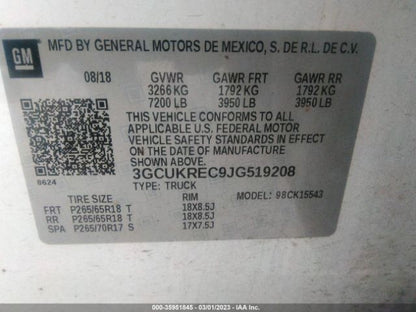 GM
MFD BY GENERAL MOTORS DE MEXICO, S. DE R.L. DE C.V.
08/18 GVWR GAWR FRT GAWR RR
3266 KG 1792 KG 1792 KG
7200 LB 3950 LB 3950 LB
THIS VEHICLE CONFORMS TO ALL
APPLICABLE U.S. FEDERAL MOTOR
VEHICLE SAFETY STANDARDS IN EFFECT
ON THE DATE OF MANUFACTURE
SHOWN ABOVE.
0624 3GCUKREC9JG519208
TYPE: TRUCK
MODEL: 98CK15543
TIRE SIZE RIM
FRT P265/65R18 T 18X8.5J
RR P265/65R18 T 18X8.5J
SPA P265/70R17 S 17X7.5J
000-35961845 - 03/01/2023 - IAA, INC.